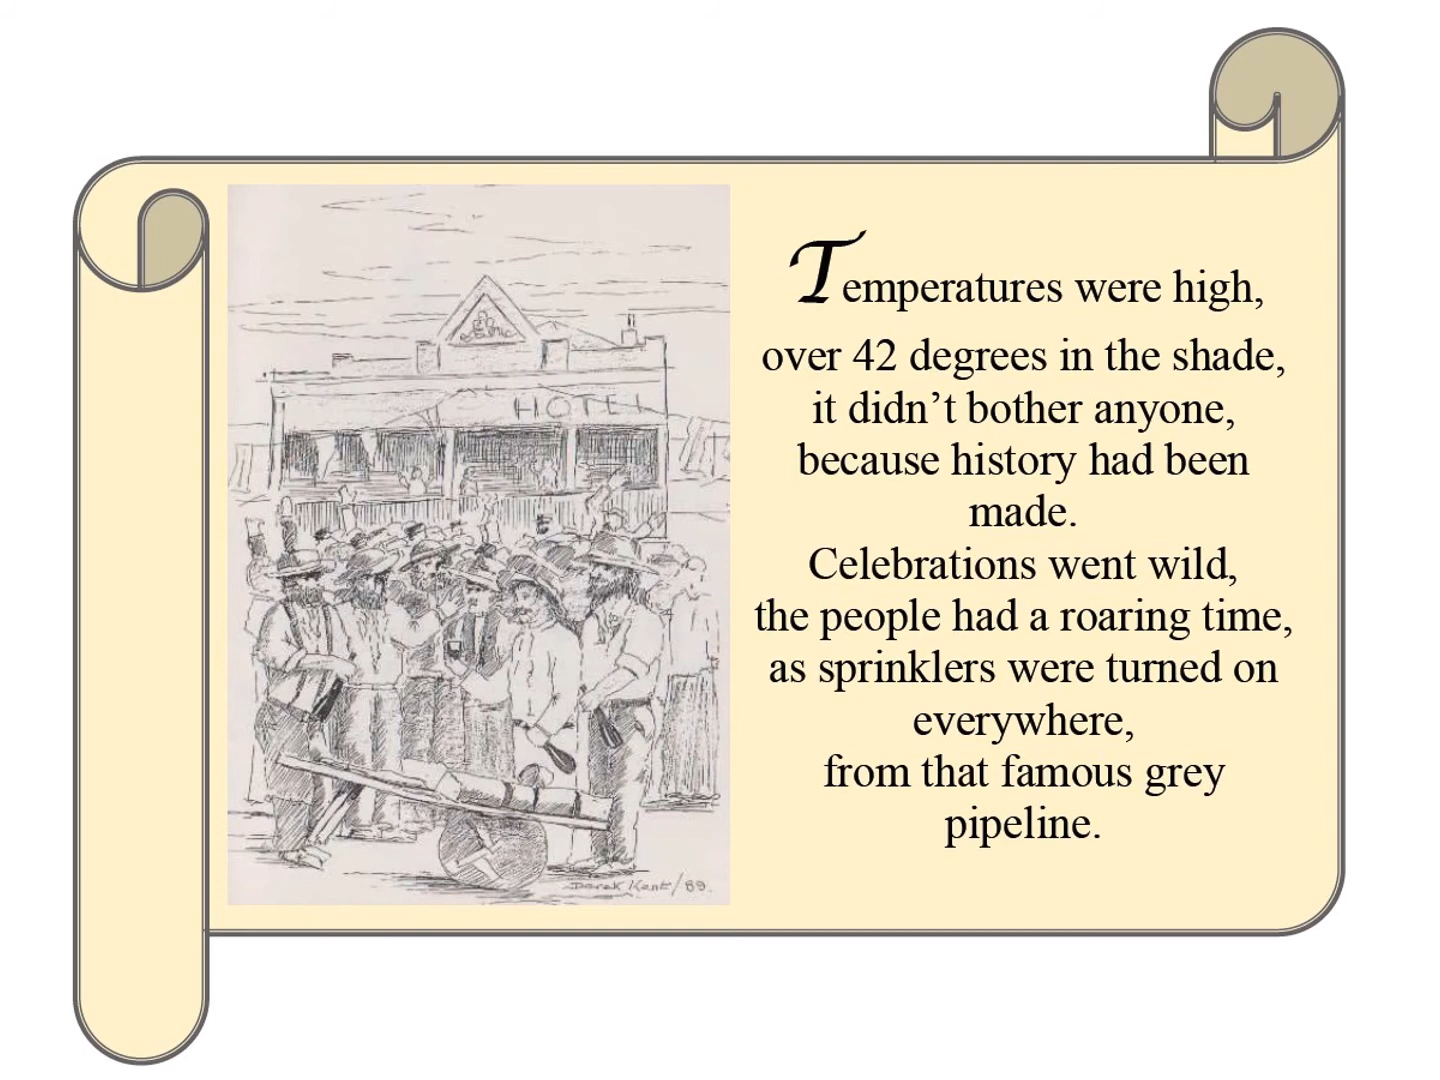 HOTEL
Derek Kent/89.
Temperatures were high,
over 42 degrees in the shade,
it didn’t bother anyone,
because history had been
made.
Celebrations went wild,
the people had a roaring time,
as sprinklers were turned on
everywhere,
from that famous grey
pipeline.